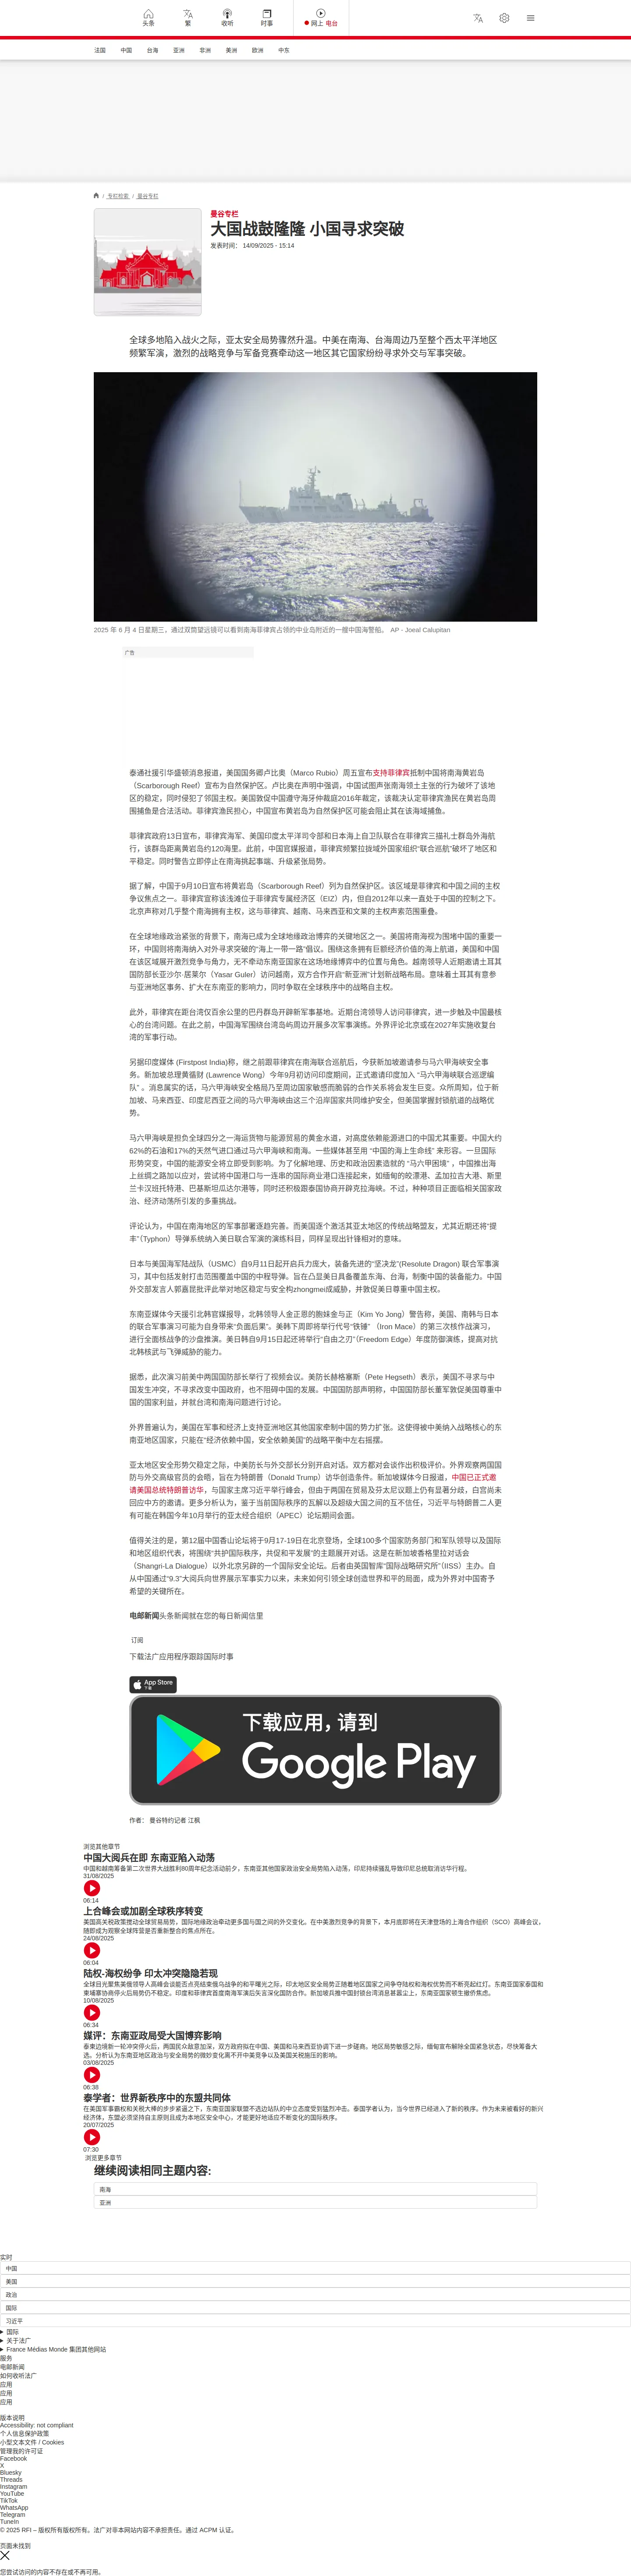 头条
繁
收听
时事
网上 电台
法国
中国
台海
亚洲
非洲
美洲
欧洲
中东
/ 专栏检索 / 曼谷专栏
曼谷专栏
大国战鼓隆隆 小国寻求突破
发表时间： 14/09/2025 - 15:14
全球多地陷入战火之际，亚太安全局势骤然升温。中美在南海、台海周边乃至整个西太平洋地区
频繁军演，激烈的战略竞争与军备竞赛牵动这一地区其它国家纷纷寻求外交与军事突破。
2025 年 6 月 4 日星期三，通过双筒望远镜可以看到南海菲律宾占领的中业岛附近的一艘中国海警船。 AP - Joeal Calupitan
广告
泰通社援引华盛顿消息报道，美国国务卿卢比奥（Marco Rubio）周五宣布支持菲律宾抵制中国将南海黄岩岛
（Scarborough Reef）宣布为自然保护区。卢比奥在声明中强调，中国试图声张南海领土主张的行为破坏了该地
区的稳定，同时侵犯了邻国主权。美国敦促中国遵守海牙仲裁庭2016年裁定，该裁决认定菲律宾渔民在黄岩岛周
围捕鱼是合法活动。菲律宾渔民担心，中国宣布黄岩岛为自然保护区可能会阻止其在该海域捕鱼。
菲律宾政府13日宣布，菲律宾海军、美国印度太平洋司令部和日本海上自卫队联合在菲律宾三描礼士群岛外海航
行，该群岛距离黄岩岛约120海里。此前，中国官媒报道，菲律宾频繁拉拢域外国家组织“联合巡航”破坏了地区和
平稳定。同时警告立即停止在南海挑起事端、升级紧张局势。
据了解，中国于9月10日宣布将黄岩岛（Scarborough Reef）列为自然保护区。该区域是菲律宾和中国之间的主权
争议焦点之一。菲律宾宣称该浅滩位于菲律宾专属经济区（EIZ）内，但自2012年以来一直处于中国的控制之下。
北京声称对几乎整个南海拥有主权，这与菲律宾、越南、马来西亚和文莱的主权声索范围重叠。
在全球地缘政治紧张的背景下，南海已成为全球地缘政治博弈的关键地区之一。美国将南海视为围堵中国的重要一
环，中国则将南海纳入对外寻求突破的“海上一带一路”倡议。围绕这条拥有巨额经济价值的海上航道，美国和中国
在该区域展开激烈竞争与角力，无不牵动东南亚国家在这场地缘博弈中的位置与角色。越南领导人近期邀请土耳其
国防部长亚沙尔·居莱尔（Yasar Guler）访问越南，双方合作开启“新亚洲”计划新战略布局。意味着土耳其有意参
与亚洲地区事务、扩大在东南亚的影响力，同时争取在全球秩序中的战略自主权。
此外，菲律宾在距台湾仅百余公里的巴丹群岛开辟新军事基地。近期台湾领导人访问菲律宾，进一步触及中国最核
心的台湾问题。在此之前，中国海军围绕台湾岛屿周边开展多次军事演练。外界评论北京或在2027年实施收复台
湾的军事行动。
另据印度媒体 (Firstpost India)称，继之前跟菲律宾在南海联合巡航后，今获新加坡邀请参与马六甲海峡安全事
务。新加坡总理黄循财 (Lawrence Wong）今年9月初访问印度期间，正式邀请印度加入 “马六甲海峡联合巡逻编
队” 。消息属实的话，马六甲海峡安全格局乃至周边国家敏感而脆弱的合作关系将会发生巨变。众所周知，位于新
加坡、马来西亚、印度尼西亚之间的马六甲海峡由这三个沿岸国家共同维护安全，但美国掌握封锁航道的战略优
势。
马六甲海峡是担负全球四分之一海运货物与能源贸易的黄金水道，对高度依赖能源进口的中国尤其重要。中国大约
62%的石油和17%的天然气进口通过马六甲海峡和南海。一些媒体甚至用 “中国的海上生命线” 来形容。一旦国际
形势突变，中国的能源安全将立即受到影响。为了化解地理、历史和政治因素造就的 “马六甲困境” ，中国推出海
上丝绸之路加以应对，尝试将中国港口与一连串的国际商业港口连接起来，如缅甸的皎漂港、孟加拉吉大港、斯里
兰卡汉班托特港、巴基斯坦瓜达尔港等，同时还积极跟泰国协商开辟克拉海峡。不过，种种项目正面临相关国家政
治、经济动荡所引发的多重挑战。
评论认为，中国在南海地区的军事部署逐趋完善。而美国逐个激活其亚太地区的传统战略盟友，尤其近期还将“提
丰”（Typhon）导弹系统纳入美日联合军演的演练科目，同样呈现出针锋相对的意味。
日本与美国海军陆战队（USMC）自9月11日起开启兵力庞大，装备先进的“坚决龙”(Resolute Dragon) 联合军事演
习，其中包括发射打击范围覆盖中国的中程导弹。旨在凸显美日具备覆盖东海、台海，制衡中国的装备能力。中国
外交部发言人郭嘉昆批评此举对地区稳定与安全构zhongmei成威胁，并敦促美日尊重中国主权。
东南亚媒体今天援引北韩官媒报导，北韩领导人金正恩的胞妹金与正（Kim Yo Jong）警告称，美国、南韩与日本
的联合军事演习可能为自身带来“负面后果”。美韩下周即将举行代号“铁锤” （Iron Mace）的第三次核作战演习，
进行全面核战争的沙盘推演。美日韩自9月15日起还将举行“自由之刃”（Freedom Edge）年度防御演练，提高对抗
北韩核武与飞弹威胁的能力。
据悉，此次演习前美中两国国防部长举行了视频会议。美防长赫格塞斯（Pete Hegseth）表示，美国不寻求与中
国发生冲突，不寻求改变中国政府，也不阻碍中国的发展。中国国防部声明称，中国国防部长董军敦促美国尊重中
国的国家利益，并就台湾和南海问题进行讨论。
外界普遍认为，美国在军事和经济上支持亚洲地区其他国家牵制中国的势力扩张。这使得被中美纳入战略核心的东
南亚地区国家，只能在“经济依赖中国，安全依赖美国”的战略平衡中左右摇摆。
亚太地区安全形势欠稳定之际，中美防长与外交部长分别开启对话。双方都对会谈作出积极评价。外界观察两国国
防与外交高级官员的会晤，旨在为特朗普（Donald Trump）访华创造条件。新加坡媒体今日报道，中国已正式邀
请美国总统特朗普访华，与国家主席习近平举行峰会，但由于两国在贸易及芬太尼议题上仍有显著分歧，白宫尚未
回应中方的邀请。更多分析认为，鉴于当前国际秩序的瓦解以及超级大国之间的互不信任，习近平与特朗普二人更
有可能在韩国今年10月举行的亚太经合组织（APEC）论坛期间会面。
值得关注的是，第12届中国香山论坛将于9月17-19日在北京登场，全球100多个国家防务部门和军队领导以及国际
和地区组织代表，将围绕“共护国际秩序，共促和平发展”的主题展开对话。这是在新加坡香格里拉对话会
（Shangri-La Dialogue）以外北京另辟的一个国际安全论坛。后者由英国智库“国际战略研究所”(IISS）主办。自
从中国通过“9.3”大阅兵向世界展示军事实力以来，未来如何引领全球创造世界和平的局面，成为外界对中国寄予
希望的关键所在。
电邮新闻头条新闻就在您的每日新闻信里
订阅
下载法广应用程序跟踪国际时事
App Store
下载
下载应用，请到
Google Play
作者： 曼谷特约记者 江枫
浏览其他章节
中国大阅兵在即 东南亚陷入动荡
中国和越南筹备第二次世界大战胜利80周年纪念活动前夕，东南亚其他国家政治安全局势陷入动荡，印尼持续骚乱导致印尼总统取消访华行程。
31/08/2025
06:14
上合峰会或加剧全球秩序转变
美国高关税政策搅动全球贸易局势，国际地缘政治牵动更多国与国之间的外交变化。在中美激烈竞争的背景下，本月底即将在天津登场的上海合作组织（SCO）高峰会议，
随即成为观察全球阵营是否重新整合的焦点所在。
24/08/2025
06:04
陆权-海权纷争 印太冲突隐隐若现
全球目光聚焦美俄领导人高峰会谈能否点亮结束俄乌战争的和平曙光之际，印太地区安全局势正随着地区国家之间争夺陆权和海权优势而不断亮起红灯。东南亚国家泰国和
柬埔寨协商停火后局势仍不稳定。印度和菲律宾首度南海军演后矢言深化国防合作。新加坡兵推中国封锁台湾消息甚嚣尘上，东南亚国家顿生撤侨焦虑。
10/08/2025
06:34
媒评：东南亚政局受大国博弈影响
泰柬边境新一轮冲突停火后，两国民众敌意加深，双方政府拟在中国、美国和马来西亚协调下进一步磋商。地区局势敏感之际，缅甸宣布解除全国紧急状态，尽快筹备大
选。分析认为东南亚地区政治与安全局势的微妙变化离不开中美竞争以及美国关税施压的影响。
03/08/2025
06:38
泰学者：世界新秩序中的东盟共同体
在美国军事霸权和关税大棒的步步紧逼之下，东南亚国家联盟不选边站队的中立态度受到猛烈冲击。泰国学者认为，当今世界已经进入了新的秩序。作为未来被看好的新兴
经济体，东盟必须坚持自主原则且成为本地区安全中心，才能更好地适应不断变化的国际秩序。
20/07/2025
07:30
浏览更多章节
继续阅读相同主题内容:
南海
亚洲
实时
中国
美国
政治
国际
习近平
国际
关于法广
France Médias Monde 集团其他网站
服务
电邮新闻
如何收听法广
应用
应用
应用
版本说明
Accessibility: not compliant
个人信息保护政策
小型文本文件 / Cookies
管理我的许可证
Facebook
X
Bluesky
Threads
Instagram
YouTube
TikTok
WhatsApp
Telegram
TuneIn
© 2025 RFI – 版权所有版权所有。法广对非本网站内容不承担责任。通过 ACPM 认证。
页面未找到
您尝试访问的内容不存在或不再可用。